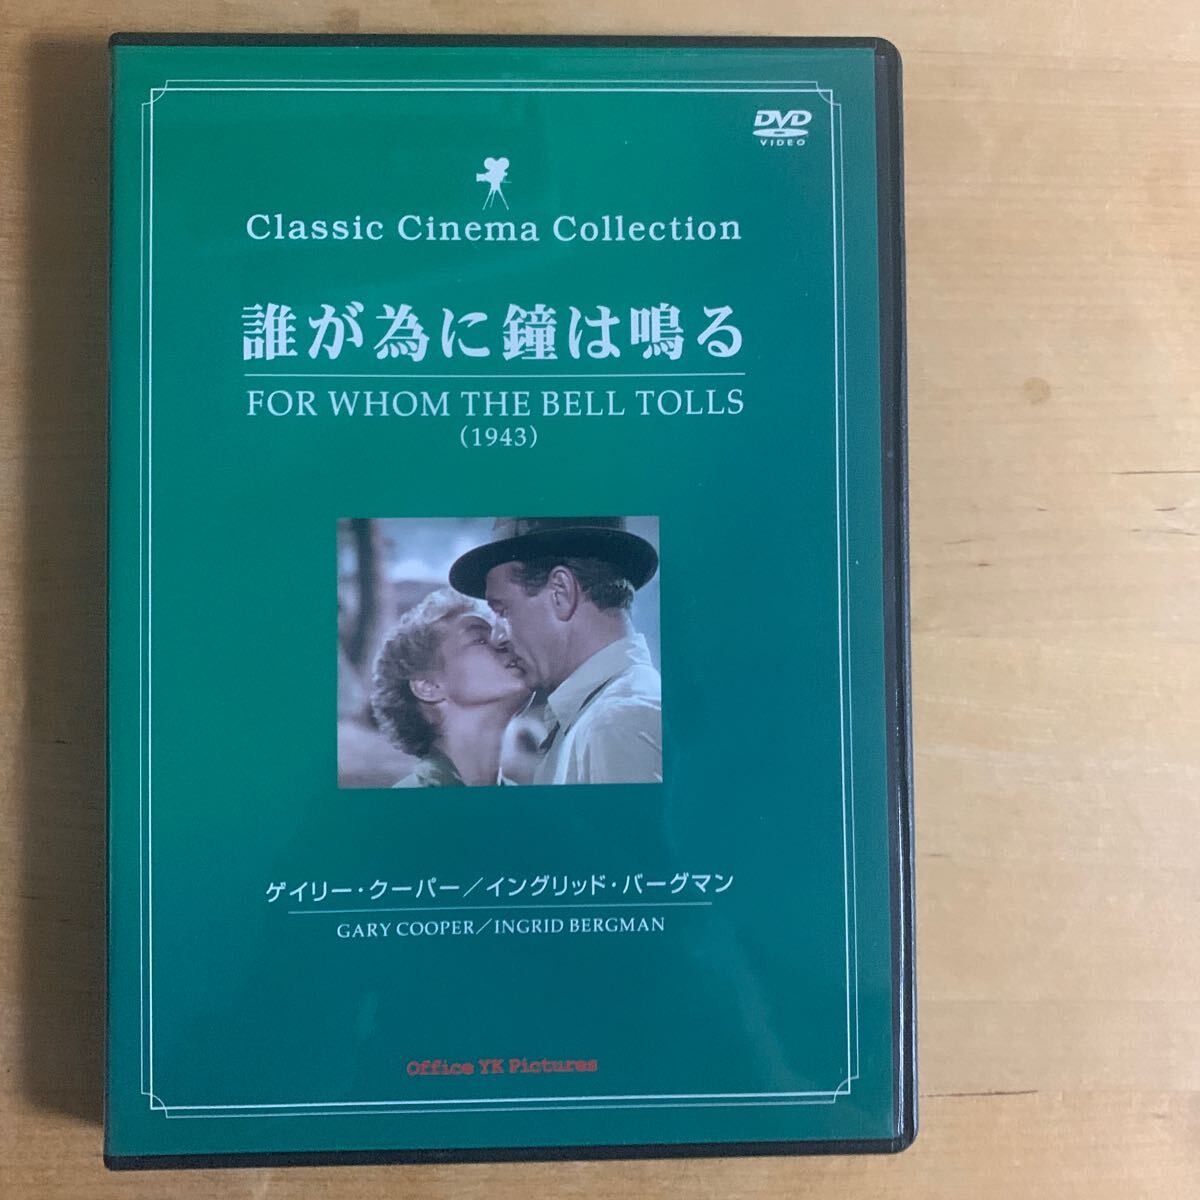 DVD
VIDEO
Classic Cinema Collection
誰が為に鐘は鳴る
FOR WHOM THE BELL TOLLS
(1943)
ゲイリー・クーパー／イングリッド・バーグマン
GARY COOPER／INGRID BERGMAN
Office YK Pictures